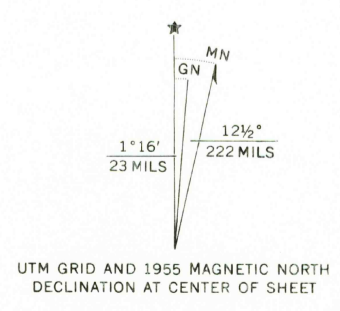 MN
GN
1°16′
23 MILS
12½°
222 MILS
UTM GRID AND 1955 MAGNETIC NORTH
DECLINATION AT CENTER OF SHEET